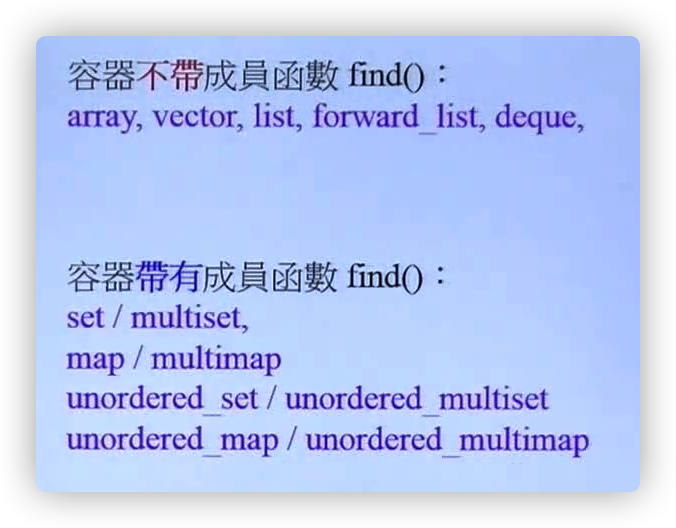 容器不帶成員函數 find()：
array, vector, list, forward_list, deque,
容器帶有成員函數 find()：
set / multiset,
map / multimap
unordered_set / unordered_multiset
unordered_map / unordered_multimap